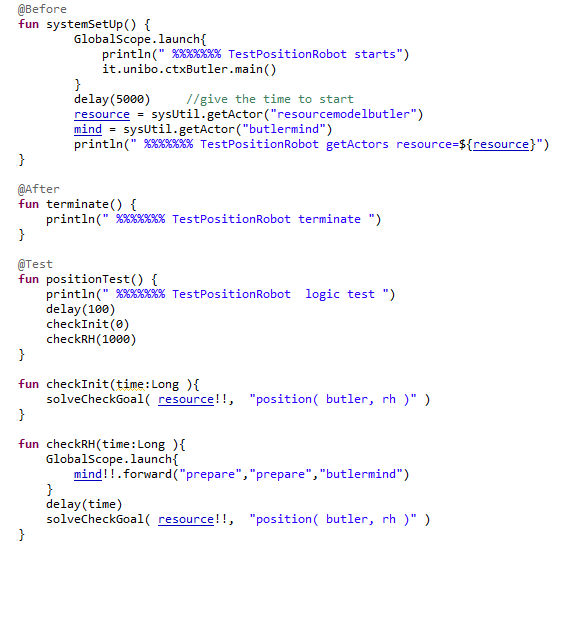 @Before
fun systemSetUp() {
        GlobalScope.launch{
            println(" %%%%%%% TestPositionRobot starts")
            it.unibo.ctxButler.main()
        }
        delay(5000)     //give the time to start
        resource = sysUtil.getActor("resourcemodelbutler")
        mind = sysUtil.getActor("butlermind")
        println(" %%%%%%% TestPositionRobot getActors resource=${resource}")
}

@After
fun terminate() {
    println(" %%%%%%% TestPositionRobot terminate ")
}

@Test
fun positionTest() {
    println(" %%%%%%% TestPositionRobot  logic test ")
    delay(100)
    checkInit(0)
    checkRH(1000)
}

fun checkInit(time:Long ){
    solveCheckGoal( resource!!,  "position( butler, rh )" )
}

fun checkRH(time:Long ){
    GlobalScope.launch{
        mind!!.forward("prepare","prepare","butlermind")
    }
    delay(time)
    solveCheckGoal( resource!!,  "position( butler, rh )" )
}